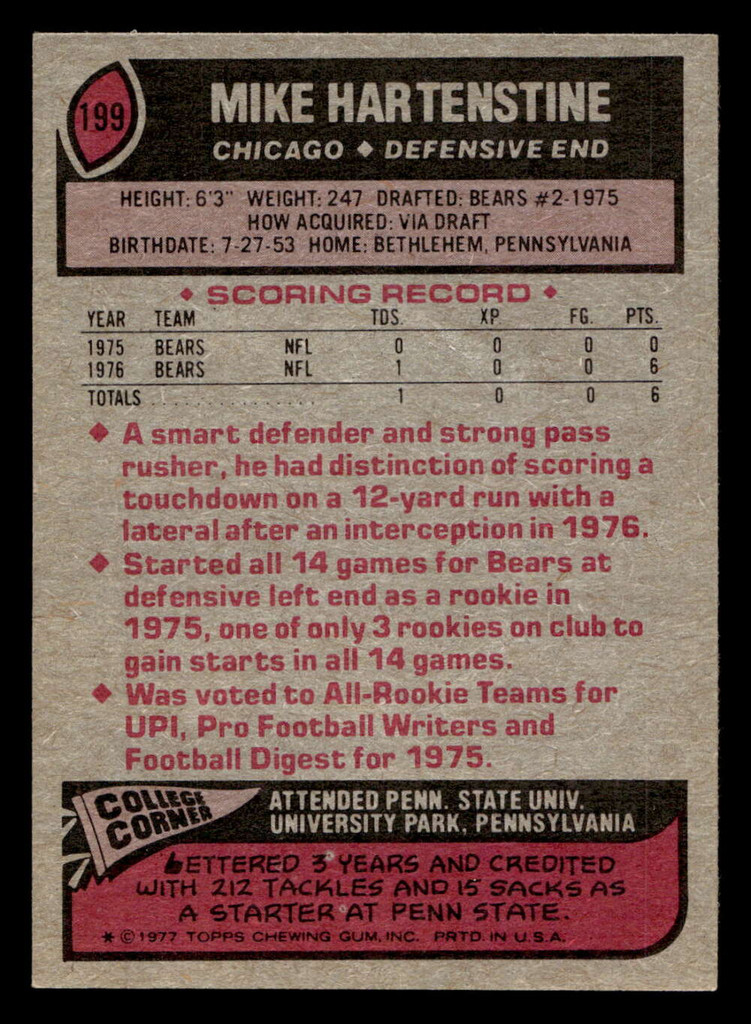 199
MIKE HARTENSTINE
CHICAGO ◆ DEFENSIVE END
HEIGHT: 6'3" WEIGHT: 247 DRAFTED: BEARS #2-1975
HOW ACQUIRED: VIA DRAFT
BIRTHDATE: 7-27-53 HOME: BETHLEHEM, PENNSYLVANIA
◆ SCORING RECORD ◆
YEAR TEAM TDS. XP FG. PTS.
1975 BEARS NFL 0 0 0 0
1976 BEARS NFL 1 0 0 6
TOTALS . . . . . . . . . . . . . . . 1 0 0 6
◆ A smart defender and strong pass
rusher, he had distinction of scoring a
touchdown on a 12-yard run with a
lateral after an interception in 1976.
◆ Started all 14 games for Bears at
defensive left end as a rookie in
1975, one of only 3 rookies on club to
gain starts in all 14 games.
◆ Was voted to All-Rookie Teams for
UPI, Pro Football Writers and
Football Digest for 1975.
COLLEGE
CORNER
ATTENDED PENN. STATE UNIV.
UNIVERSITY PARK, PENNSYLVANIA
LETTERED 3 YEARS AND CREDITED
WITH 212 TACKLES AND 15 SACKS AS
A STARTER AT PENN STATE.
* © 1977 TOPPS CHEWING GUM, INC. PRTD. IN U.S.A.